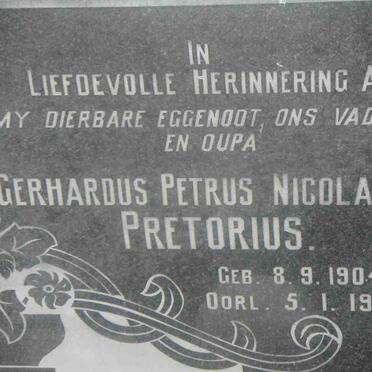 IN
LIEFDEVOLLE HERINNERING A
MY DIERBARE EGGENOOT, ONS VAD
EN OUPA
GERHARDUS PETRUS NICOLA
PRETORIUS.
GEB. 8.9.190
OORL. 5.1.19